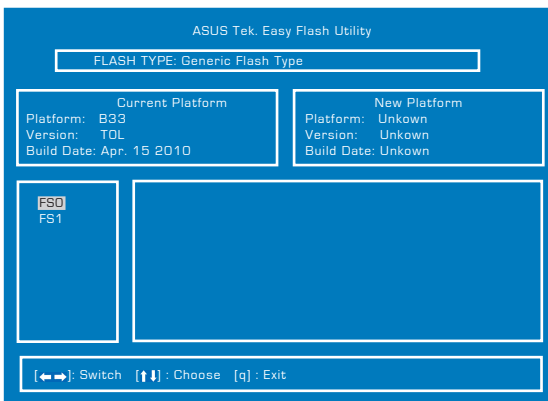 ASUS Tek. Easy Flash Utility
FLASH TYPE: Generic Flash Type
Current Platform
Platform: B33
Version: TOL
Build Date: Apr. 15 2010
New Platform
Platform: Unkown
Version: Unkown
Build Date: Unkown
FS0
FS1
[←→]: Switch [↑↓] : Choose [q] : Exit